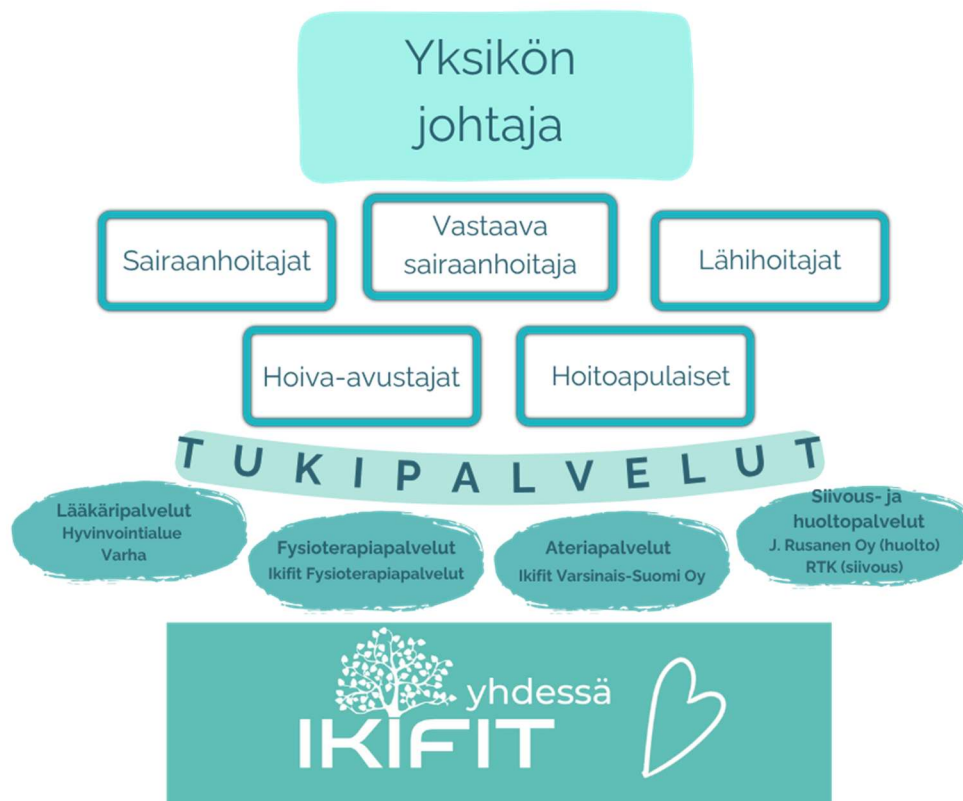 Yksikön
johtaja
Sairaanhoitajat
Vastaava
sairaanhoitaja
Lähihoitajat
Hoiva-avustajat
Hoitoapulaiset
TUKIPALVELUT
Lääkäripalvelut
Hyvinvointialue
Varha
Fysioterapiapalvelut
Ikifit Fysioterapiapalvelut
Ateriapalvelut
Ikifit Varsinais-Suomi Oy
Siivous- ja
huoltopalvelut
J. Rusanen Oy (huolto)
RTK (siivous)
yhdessä
IKIFIT